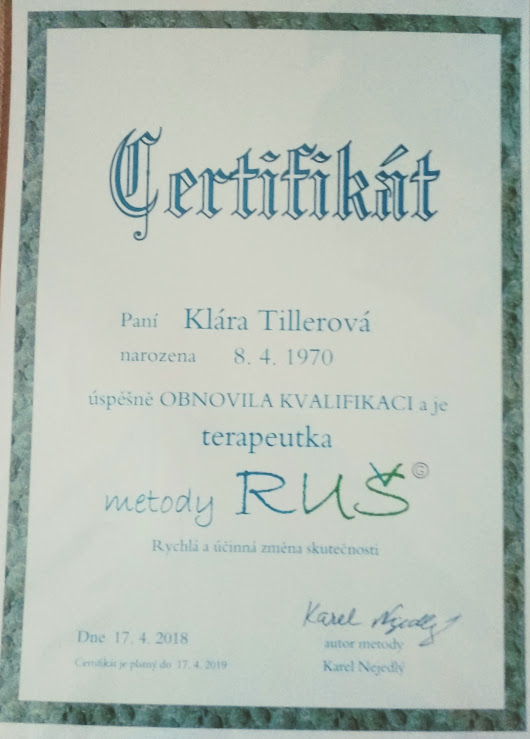 Certifikát
Paní Klára Tillerová
narozena 8. 4. 1970
úspěšně OBNOVILA KVALIFIKACI a je
terapeutka
metody RUŠ ©
Rychlá a účinná změna skutečnosti
Karel Nejedlý
Dne 17. 4. 2018
autor metody
Certifikát je platný do 17. 4. 2019
Karel Nejedlý